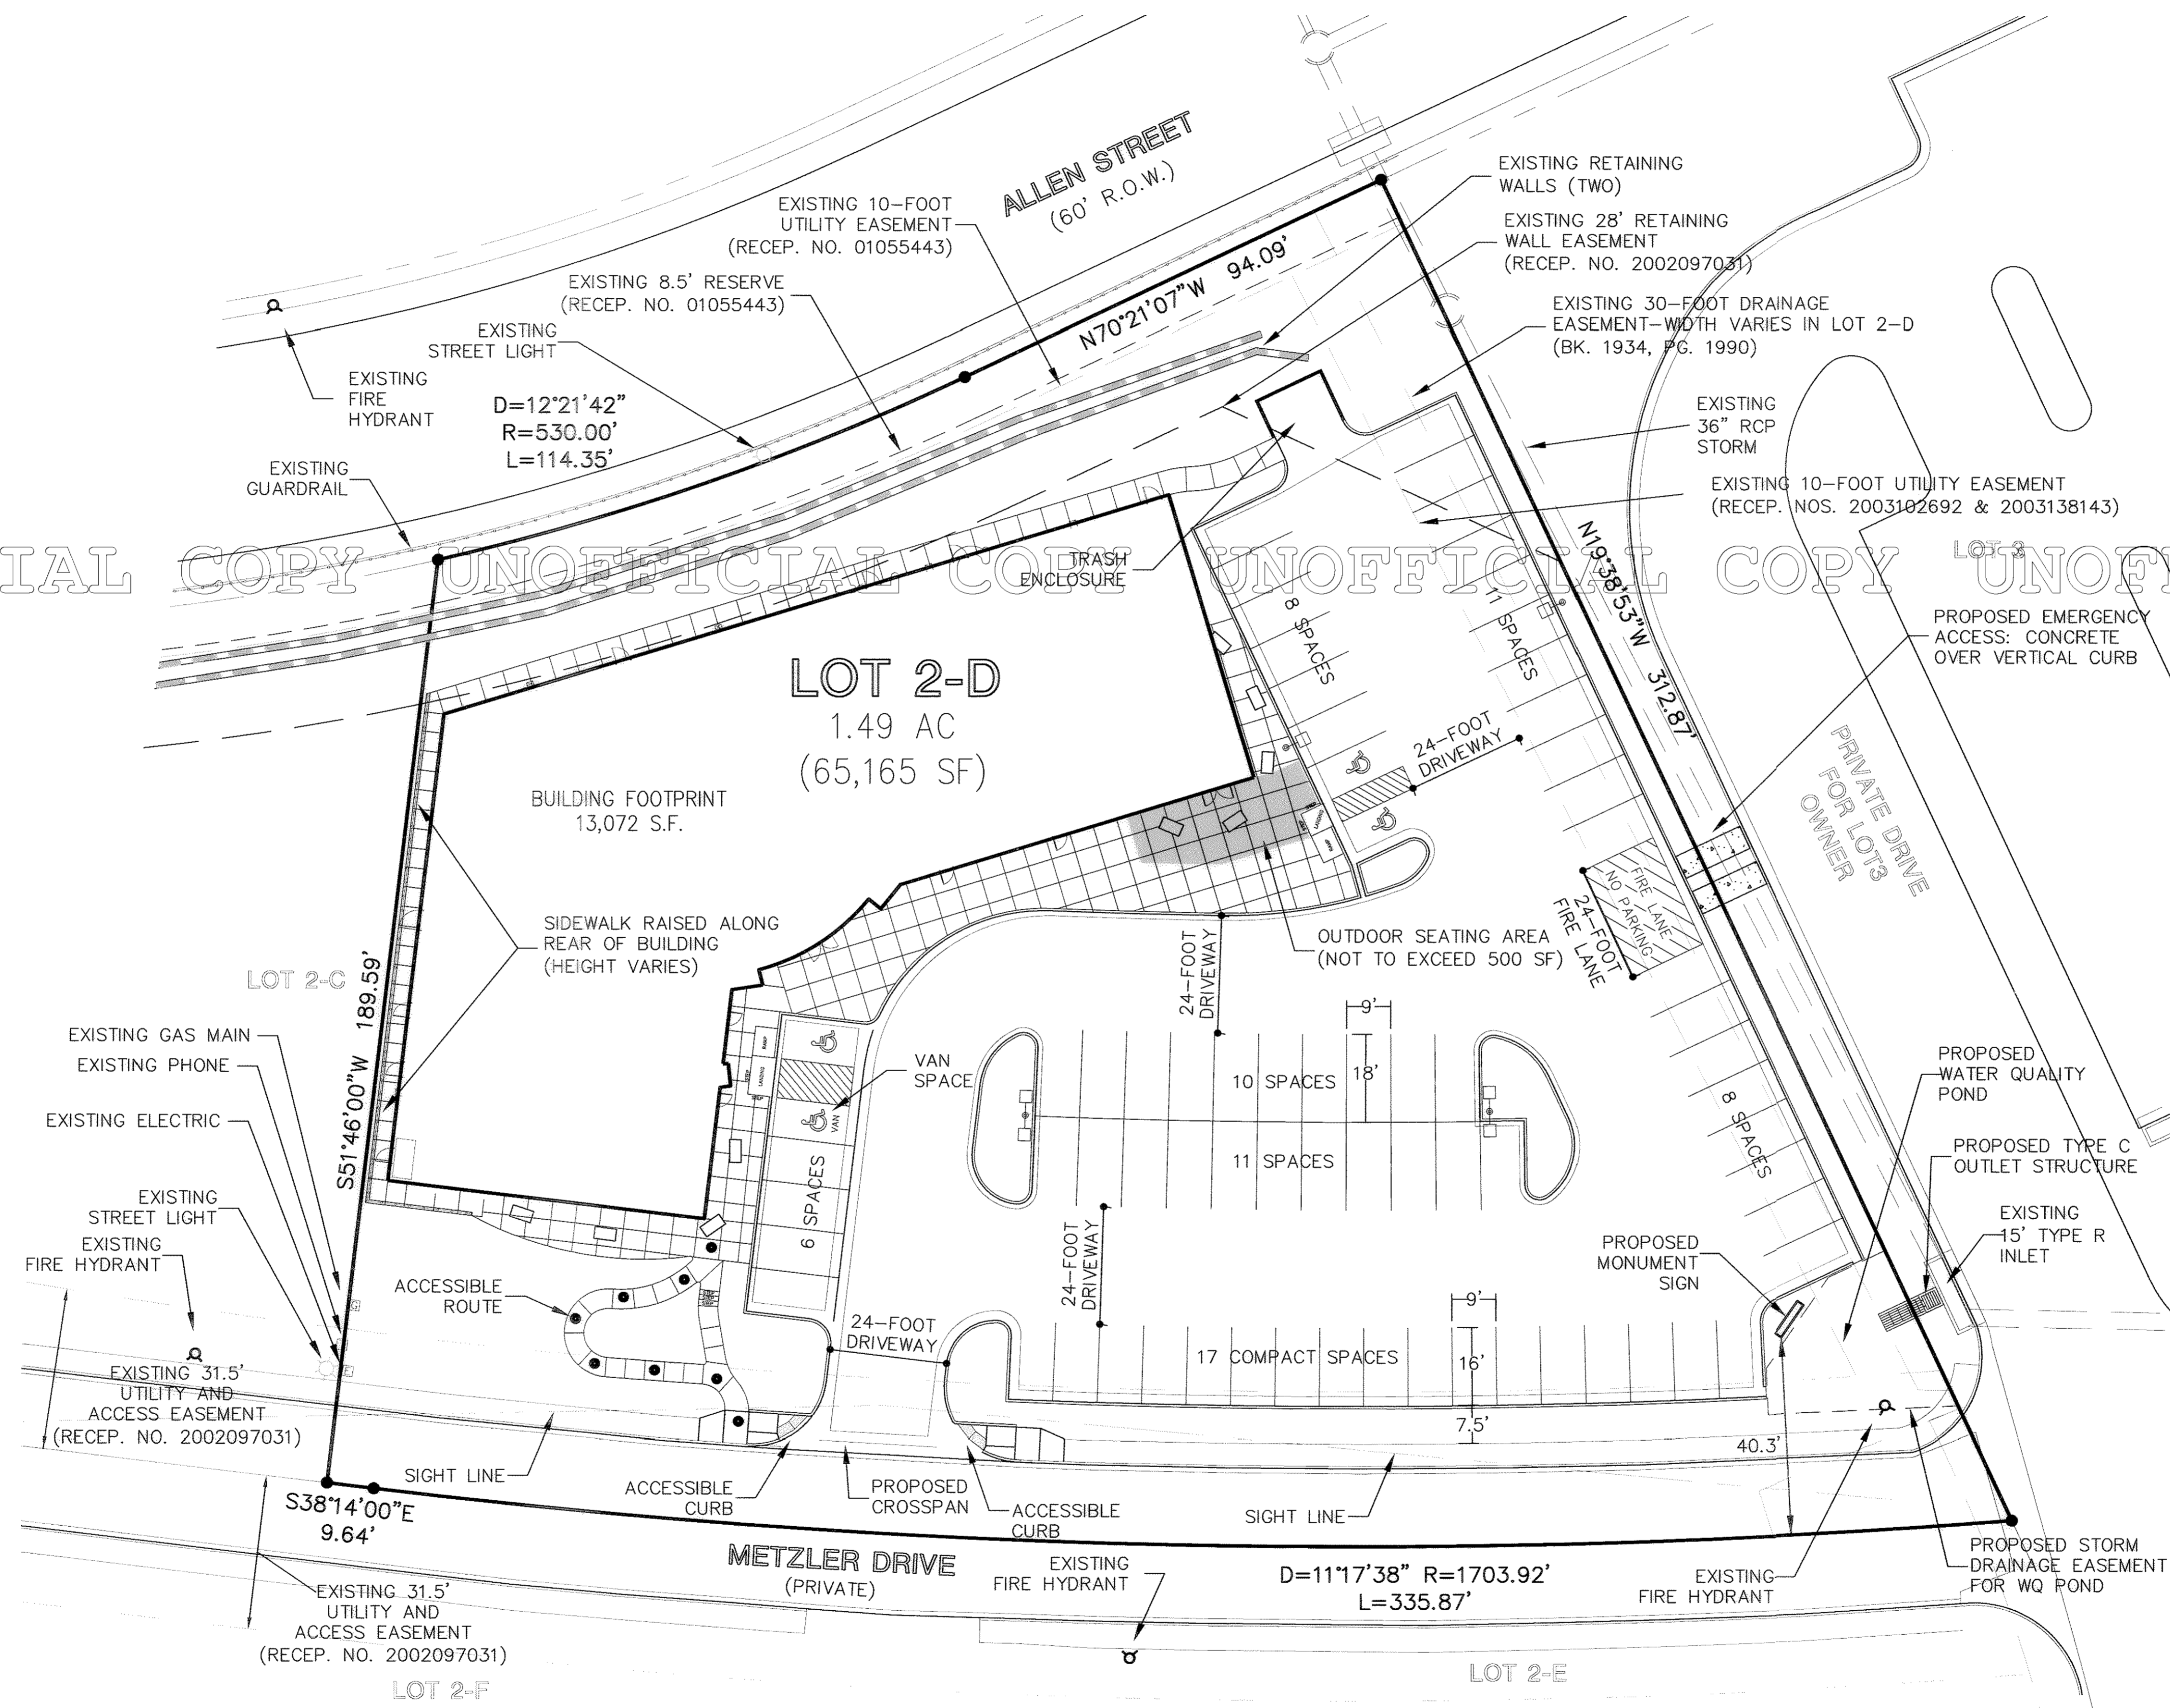 ALLEN STREET
(60' R.O.W.)
EXISTING RETAINING
WALLS (TWO)
EXISTING 10-FOOT
UTILITY EASEMENT
(RECEP. NO. 01055443)
EXISTING 28' RETAINING
WALL EASEMENT
(RECEP. NO. 2002097031)
N70°21'07"W 94.09'
EXISTING 8.5' RESERVE
(RECEP. NO. 01055443)
EXISTING 30-FOOT DRAINAGE
EASEMENT-WIDTH VARIES IN LOT 2-D
(BK. 1934, PG. 1990)
EXISTING
STREET LIGHT
EXISTING
FIRE
HYDRANT
D=12°21'42"
R=530.00'
L=114.35'
EXISTING
36" RCP
STORM
EXISTING
GUARDRAIL
EXISTING 10-FOOT UTILITY EASEMENT
(RECEP. NOS. 2003102692 & 2003138143)
IAL COPY UNOFFICIAL COPY UNOFFICIAL COPY UNOFF
TRASH
ENCLOSURE
LOT 3
N19°38'53"W 312.87'
8 SPACES
11 SPACES
PROPOSED EMERGENCY
ACCESS: CONCRETE
OVER VERTICAL CURB
LOT 2-D
1.49 AC
(65,165 SF)
24-FOOT
DRIVEWAY
PRIVATE DRIVE
FOR LOT3
OWNER
BUILDING FOOTPRINT
13,072 S.F.
STEP
LANDING
RAMP
FIRE LANE
NO PARKING
24-FOOT
FIRE LANE
SIDEWALK RAISED ALONG
REAR OF BUILDING
(HEIGHT VARIES)
OUTDOOR SEATING AREA
(NOT TO EXCEED 500 SF)
24-FOOT
DRIVEWAY
LOT 2-C
S51°46'00"W 189.59'
9'
EXISTING GAS MAIN
EXISTING PHONE
EXISTING ELECTRIC
RAMP
LANDING
STEP
STEP
VAN
SPACE
VAN
10 SPACES
18'
11 SPACES
8 SPACES
PROPOSED
WATER QUALITY
POND
PROPOSED TYPE C
OUTLET STRUCTURE
EXISTING
STREET LIGHT
EXISTING
FIRE HYDRANT
6 SPACES
EXISTING
15' TYPE R
INLET
24-FOOT
DRIVEWAY
PROPOSED
MONUMENT
SIGN
ACCESSIBLE
ROUTE
24-FOOT
DRIVEWAY
9'
17 COMPACT SPACES
16'
EXISTING 31.5'
UTILITY AND
ACCESS EASEMENT
(RECEP. NO. 2002097031)
7.5'
40.3'
SIGHT LINE
ACCESSIBLE
CURB
PROPOSED
CROSSPAN
ACCESSIBLE
CURB
SIGHT LINE
S38°14'00"E
9.64'
METZLER DRIVE
(PRIVATE)
EXISTING
FIRE HYDRANT
D=11°17'38" R=1703.92'
L=335.87'
EXISTING
FIRE HYDRANT
PROPOSED STORM
DRAINAGE EASEMENT
FOR WQ POND
EXISTING 31.5'
UTILITY AND
ACCESS EASEMENT
(RECEP. NO. 2002097031)
LOT 2-F
LOT 2-E